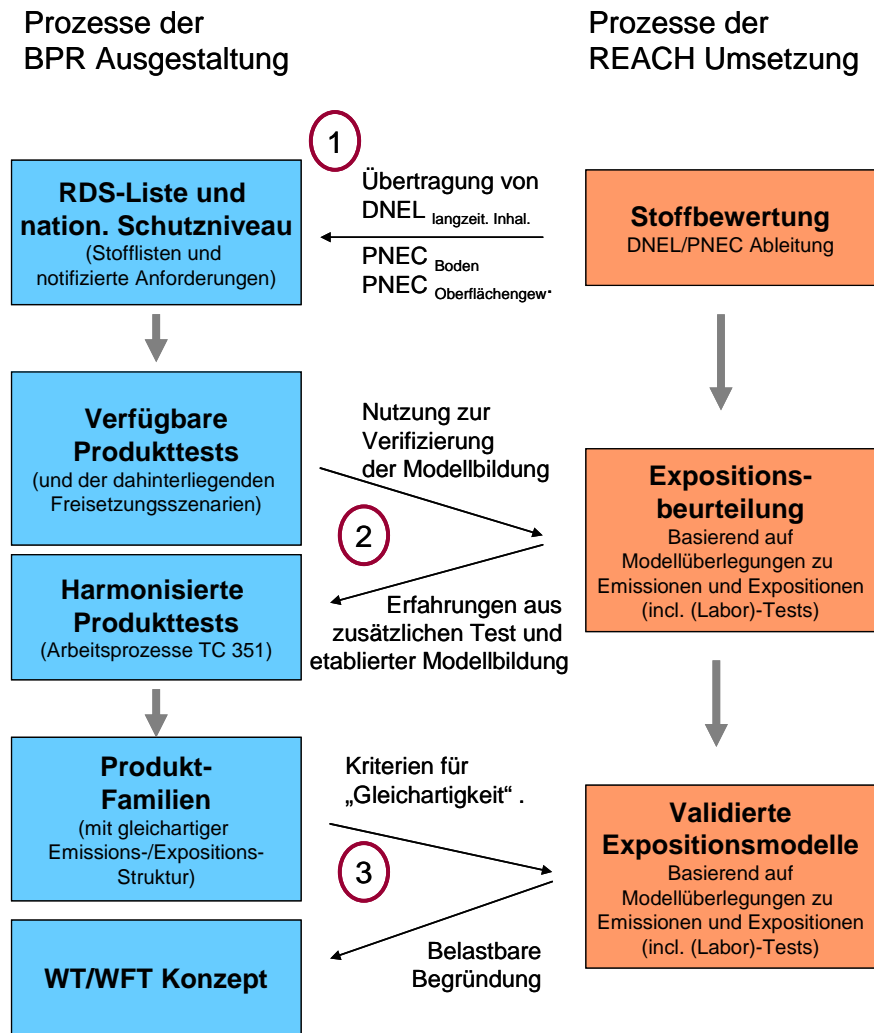 Prozesse der
BPR Ausgestaltung
Prozesse der
REACH Umsetzung
1
RDS-Liste und
nation. Schutzniveau
(Stofflisten und
notifizierte Anforderungen)
Übertragung von
DNEL langzeit. Inhal.
PNEC Boden
PNEC Oberflächengew.
Stoffbewertung
DNEL/PNEC Ableitung
Verfügbare
Produkttests
(und der dahinterliegenden
Freisetzungsszenarien)
Nutzung zur
Verifizierung
der Modellbildung
2
Expositions-
beurteilung
Basierend auf
Modellüberlegungen zu
Emissionen und Expositionen
(incl. (Labor)-Tests)
Harmonisierte
Produkttests
(Arbeitsprozesse TC 351)
Erfahrungen aus
zusätzlichen Test und
etablierter Modellbildung
Produkt-
Familien
(mit gleichartiger
Emissions-/Expositions-
Struktur)
Kriterien für
„Gleichartigkeit“ .
3
Validierte
Expositionsmodelle
Basierend auf
Modellüberlegungen zu
Emissionen und Expositionen
(incl. (Labor)-Tests)
WT/WFT Konzept
Belastbare
Begründung